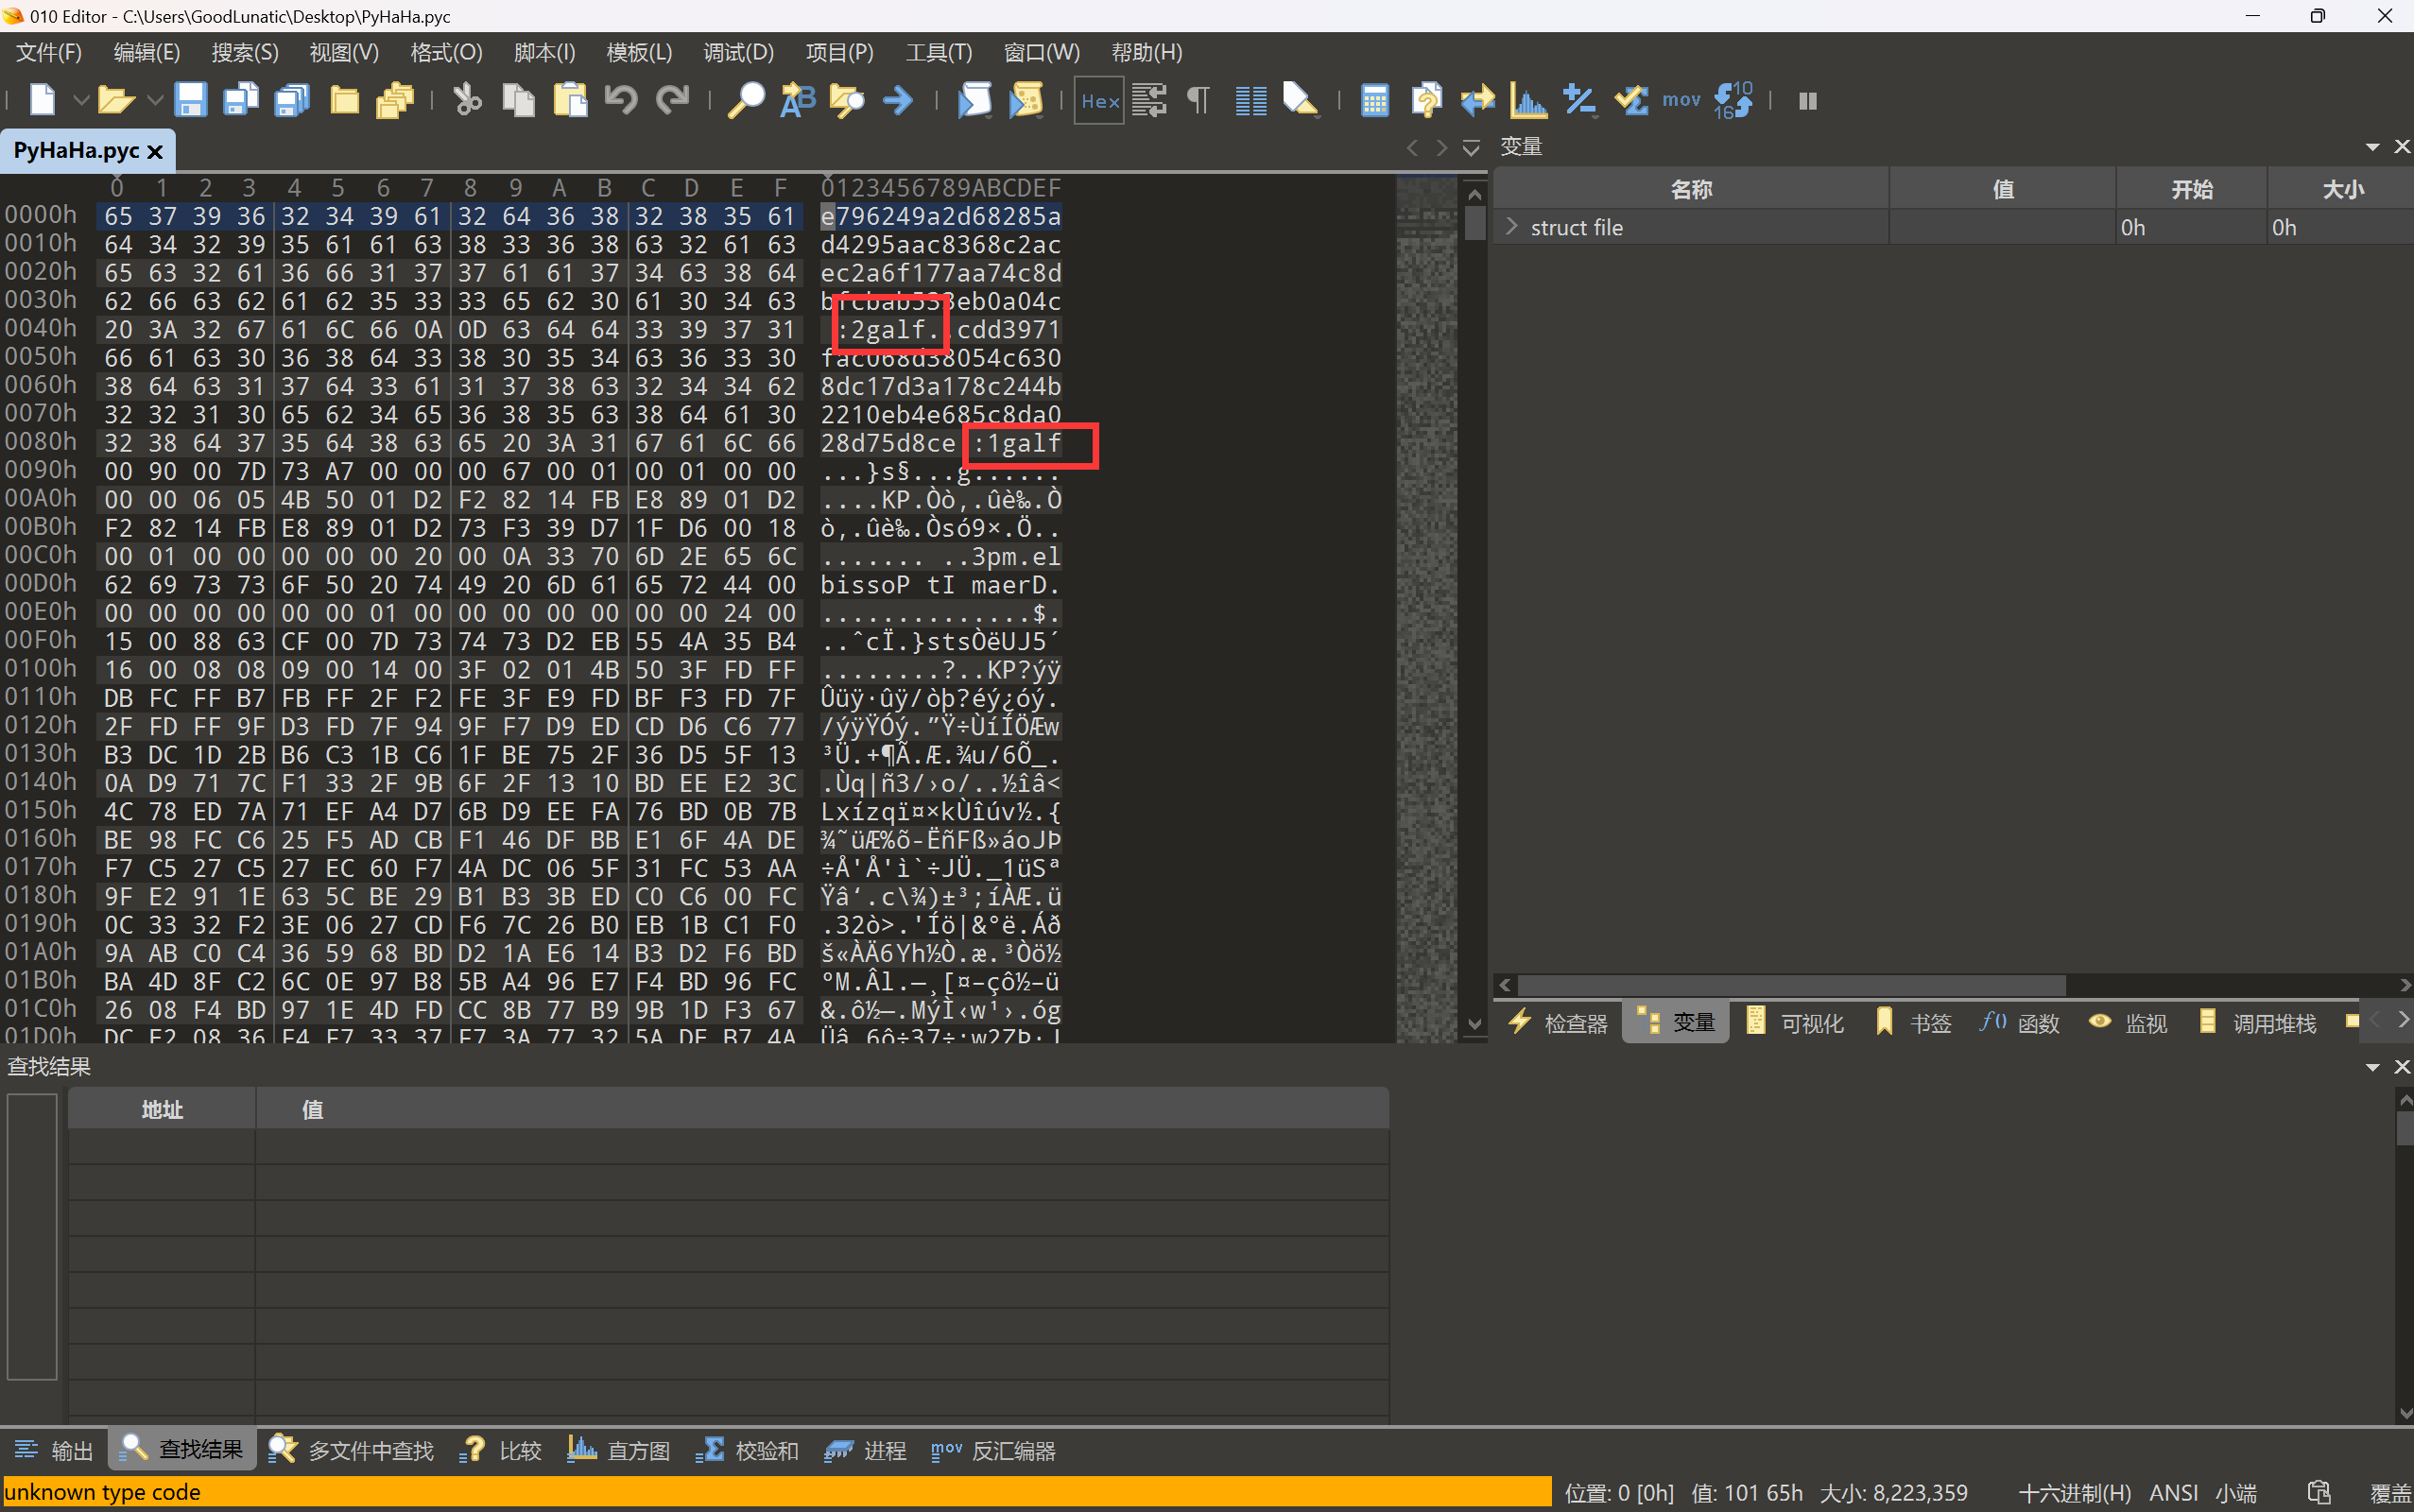 010 Editor - C:\Users\GoodLunatic\Desktop\PyHaHa.pyc
文件(F) 编辑(E) 搜索(S) 视图(V) 格式(O) 脚本(I) 模板(L) 调试(D) 项目(P) 工具(T) 窗口(W) 帮助(H)
Hex mov 10 16
PyHaHa.pyc
0 1 2 3 4 5 6 7 8 9 A B C D E F 0123456789ABCDEF
0000h 65 37 39 36 32 34 39 61 32 64 36 38 32 38 35 61 e796249a2d68285a
0010h 64 34 32 39 35 61 61 63 38 33 36 38 63 32 61 63 d4295aac8368c2ac
0020h 65 63 32 61 36 66 31 37 37 61 61 37 34 63 38 64 ec2a6f177aa74c8d
0030h 62 66 63 62 61 62 35 33 33 65 62 30 61 30 34 63 bfcbab533eb0a04c
0040h 20 3A 32 67 61 6C 66 0A 0D 63 64 64 33 39 37 31 :2galf..cdd3971
0050h 66 61 63 30 36 38 64 33 38 30 35 34 63 36 33 30 fac068d38054c630
0060h 38 64 63 31 37 64 33 61 31 37 38 63 32 34 34 62 8dc17d3a178c244b
0070h 32 32 31 30 65 62 34 65 36 38 35 63 38 64 61 30 2210eb4e685c8da0
0080h 32 38 64 37 35 64 38 63 65 20 3A 31 67 61 6C 66 28d75d8ce :1galf
0090h 00 90 00 7D 73 A7 00 00 00 67 00 01 00 01 00 00 ...}s§...g......
00A0h 00 00 06 05 4B 50 01 D2 F2 82 14 FB E8 89 01 D2 ....KP.Òò‚.ûè‰.Ò
00B0h F2 82 14 FB E8 89 01 D2 73 F3 39 D7 1F D6 00 18 ò‚.ûè‰.Òsó9×.Ö..
00C0h 00 01 00 00 00 00 00 20 00 0A 33 70 6D 2E 65 6C ....... ..3pm.el
00D0h 62 69 73 73 6F 50 20 74 49 20 6D 61 65 72 44 00 bissoP tI maerD.
00E0h 00 00 00 00 00 00 01 00 00 00 00 00 00 00 24 00 ..............$.
00F0h 15 00 88 63 CF 00 7D 73 74 73 D2 EB 55 4A 35 B4 ..ˆcÏ.}stsÒëUJ5´
0100h 16 00 08 08 09 00 14 00 3F 02 01 4B 50 3F FD FF ........?..KP?ýÿ
0110h DB FC FF B7 FB FF 2F F2 FE 3F E9 FD BF F3 FD 7F Ûüÿ·ûÿ/òþ?éý¿óý.
0120h 2F FD FF 9F D3 FD 7F 94 9F F7 D9 ED CD D6 C6 77 /ýÿŸÓý.”Ÿ÷ÙíÍÖÆw
0130h B3 DC 1D 2B B6 C3 1B C6 1F BE 75 2F 36 D5 5F 13 ³Ü.+¶Ã.Æ.¾u/6Õ_.
0140h 0A D9 71 7C F1 33 2F 9B 6F 2F 13 10 BD EE E2 3C .Ùq|ñ3/›o/..½îâ<
0150h 4C 78 ED 7A 71 EF A4 D7 6B D9 EE FA 76 BD 0B 7B Lxízqï¤×kÙîúv½.{
0160h BE 98 FC C6 25 F5 AD CB F1 46 DF BB E1 6F 4A DE ¾˜üÆ%õ-ËñFß»áoJÞ
0170h F7 C5 27 C5 27 EC 60 F7 4A DC 06 5F 31 FC 53 AA ÷Å'Å'ì`÷JÜ._1üSª
0180h 9F E2 91 1E 63 5C BE 29 B1 B3 3B ED C0 C6 00 FC Ÿâ‘.c\¾)±³;íÀÆ.ü
0190h 0C 33 32 F2 3E 06 27 CD F6 7C 26 B0 EB 1B C1 F0 .32ò>.'Íö|&°ë.Áð
01A0h 9A AB C0 C4 36 59 68 BD D2 1A E6 14 B3 D2 F6 BD š«ÀÄ6Yh½Ò.æ.³Òö½
01B0h BA 4D 8F C2 6C 0E 97 B8 5B A4 96 E7 F4 BD 96 FC ºM.Âl.—¸[¤–çô½–ü
01C0h 26 08 F4 BD 97 1E 4D FD CC 8B 77 B9 9B 1D F3 67 &.ô½—.MýÌ‹w¹›.óg
01D0h DC E2 08 36 F4 F7 33 37 F7 3A 77 32 5A DE B7 4A Üâ.6ô÷37÷:w2ZÞ·J
变量
名称 值 开始 大小
struct file 0h 0h
检查器 变量 可视化 书签 f() 函数 监视 调用堆栈
查找结果
地址 值
输出 查找结果 多文件中查找 比较 直方图 校验和 进程 mov 反汇编器
unknown type code 位置: 0 [0h] 值: 101 65h 大小: 8,223,359 十六进制(H) ANSI 小端 覆盖